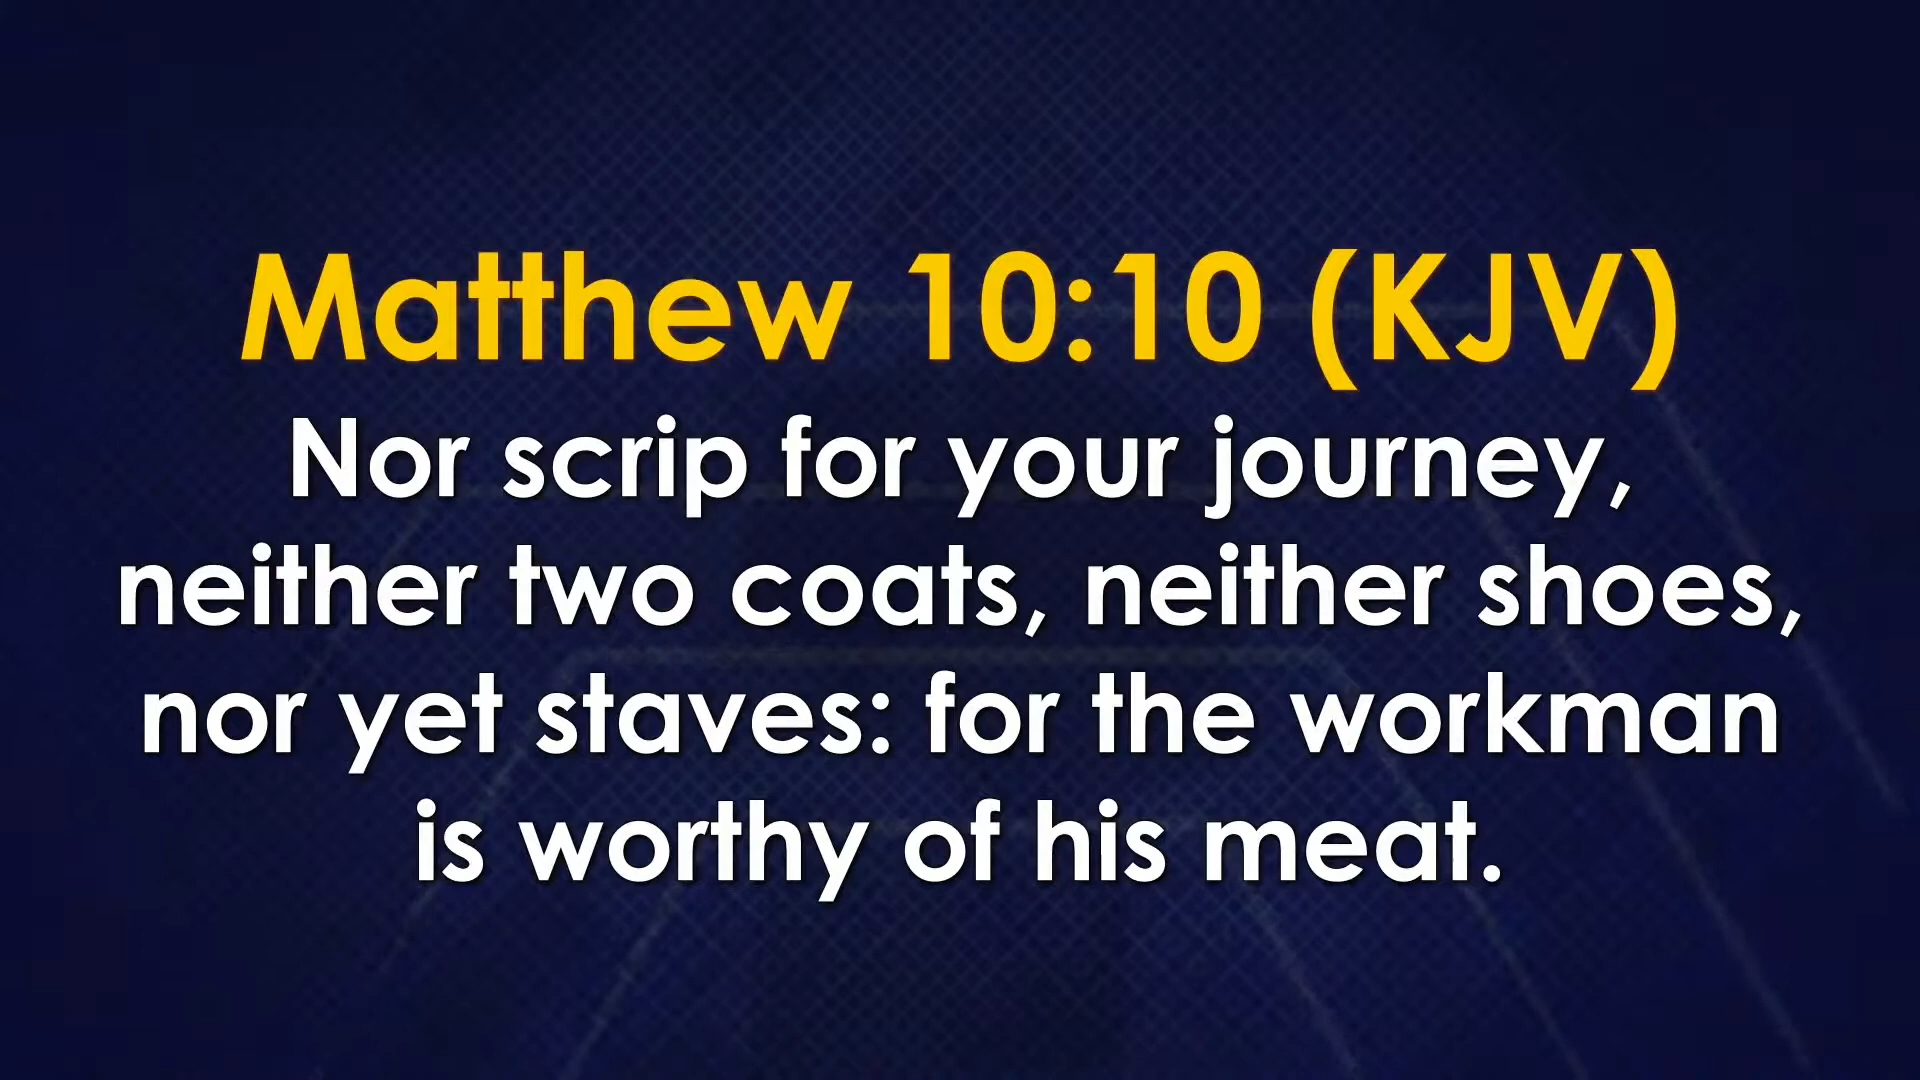 Matthew 10:10 (KJV)
Nor scrip for your journey,
neither two coats, neither shoes,
nor yet staves: for the workman
is worthy of his meat.